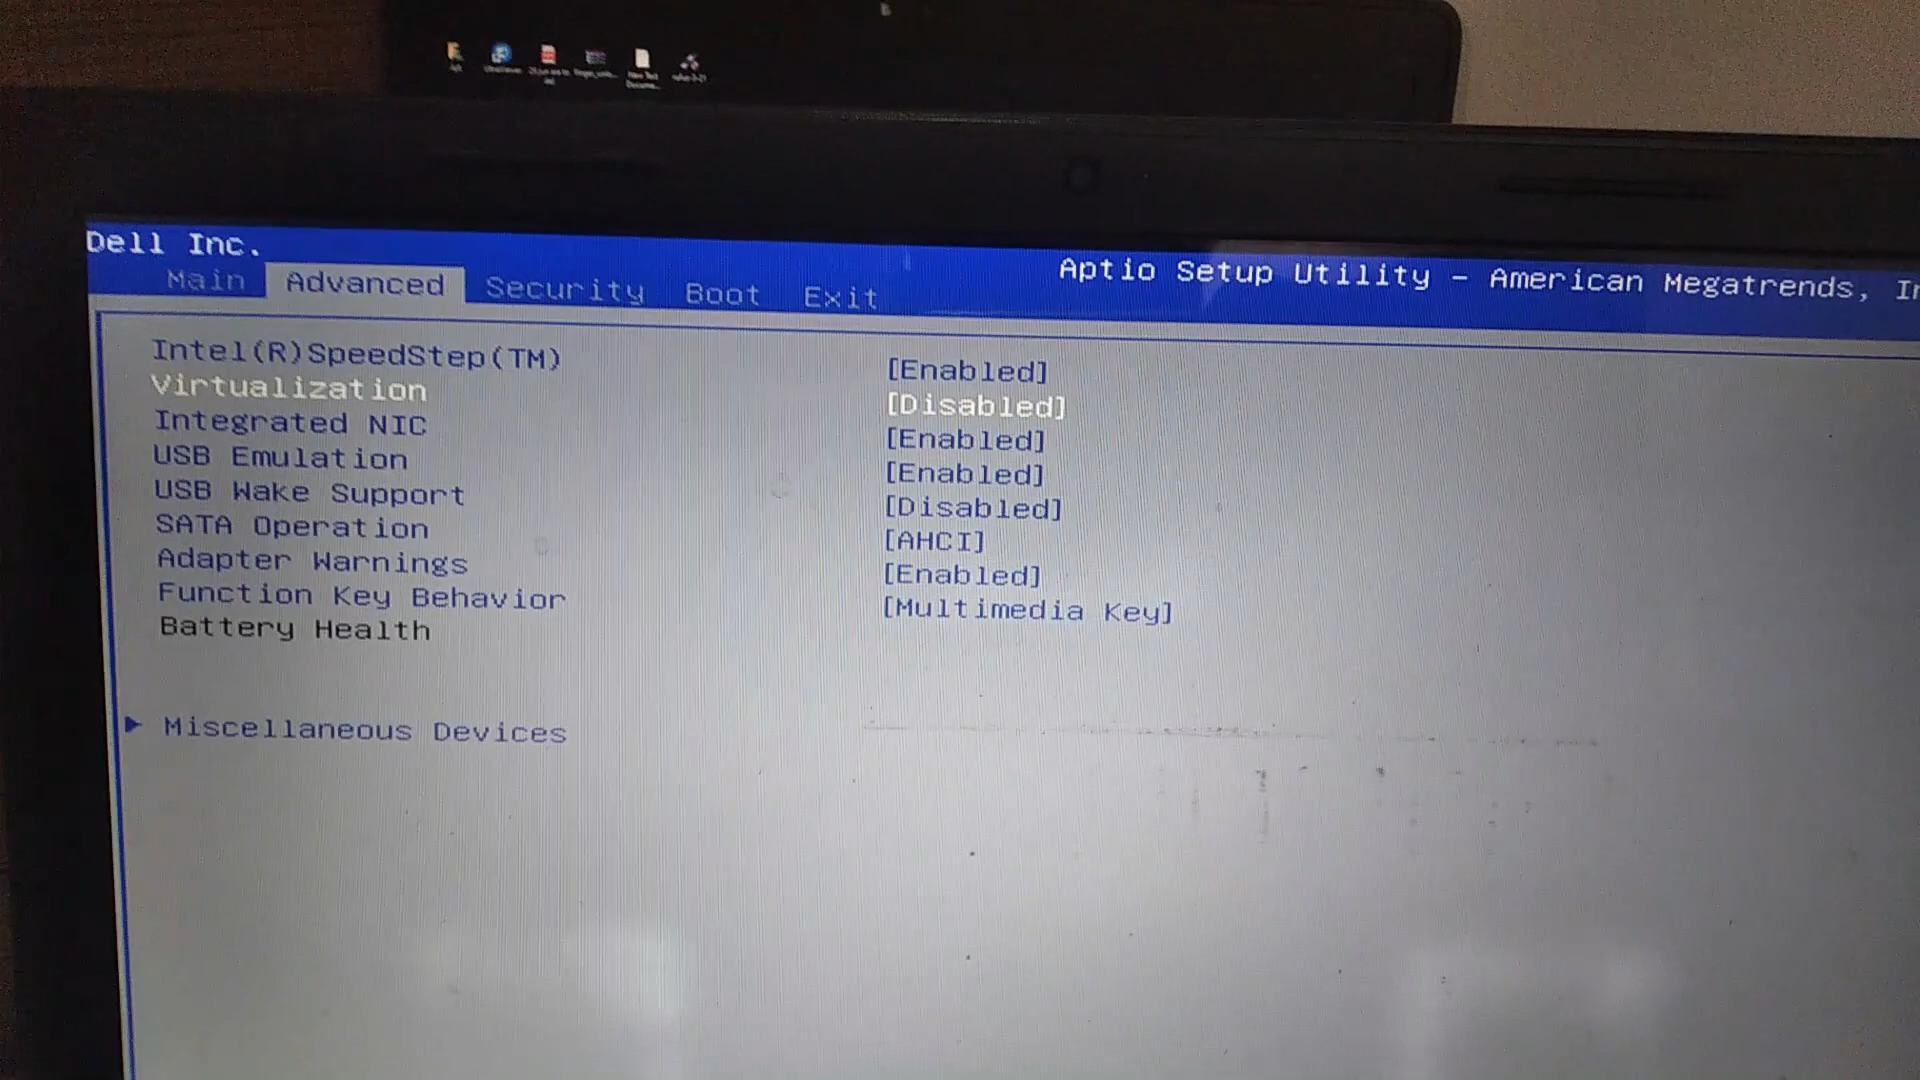 Dell Inc.
Aptio Setup Utility - American Megatrends,
Main Advanced Security Boot Exit
Intel(R)SpeedStep(TM) [Enabled]
Virtualization [Disabled]
Integrated NIC [Enabled]
USB Emulation [Enabled]
USB Wake Support [Disabled]
SATA Operation [AHCI]
Adapter Warnings [Enabled]
Function Key Behavior [Multimedia Key]
Battery Health
Miscellaneous Devices